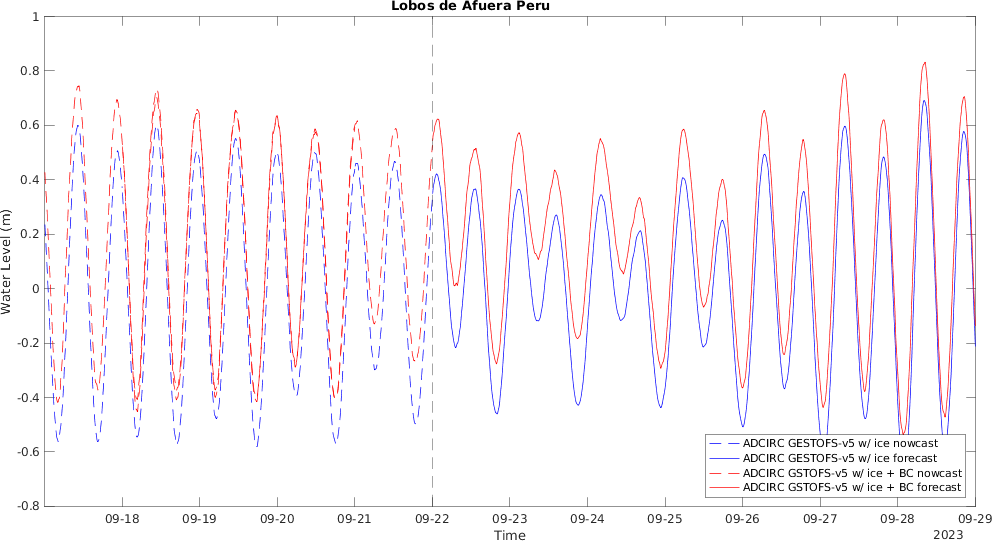 Lobos de Afuera Peru
Water Level (m)
1
0.8
0.6
0.4
0.2
0
-0.2
-0.4
-0.6
-0.8
ADCIRC GESTOFS-v5 w/ ice nowcast
ADCIRC GESTOFS-v5 w/ ice forecast
ADCIRC GSTOFS-v5 w/ ice + BC nowcast
ADCIRC GSTOFS-v5 w/ ice + BC forecast
09-18 09-19 09-20 09-21 09-22 09-23 09-24 09-25 09-26 09-27 09-28 09-29
Time
2023